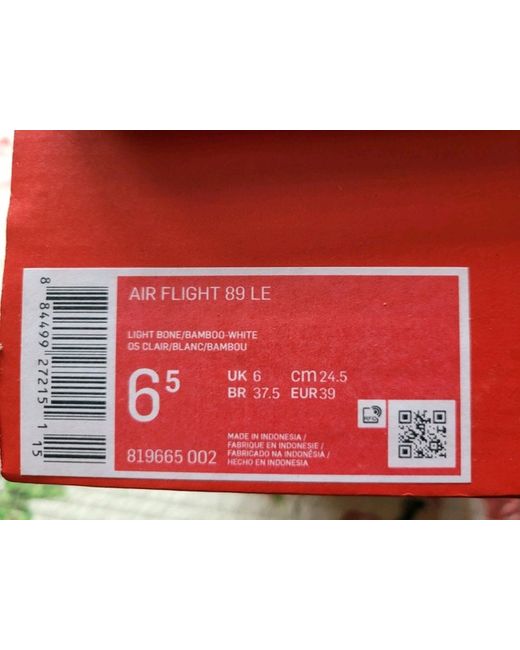 AIR FLIGHT 89 LE
LIGHT BONE/BAMBOO-WHITE
OS CLAIR/BLANC/BAMBOU
6 5
UK 6 cm 24.5
BR 37.5 EUR 39
819665 002
MADE IN INDONESIA /
FABRIQUE EN INDONESIE /
FABRICADO NA INDONÉSIA /
HECHO EN INDONESIA
8 84499 27215 1 15